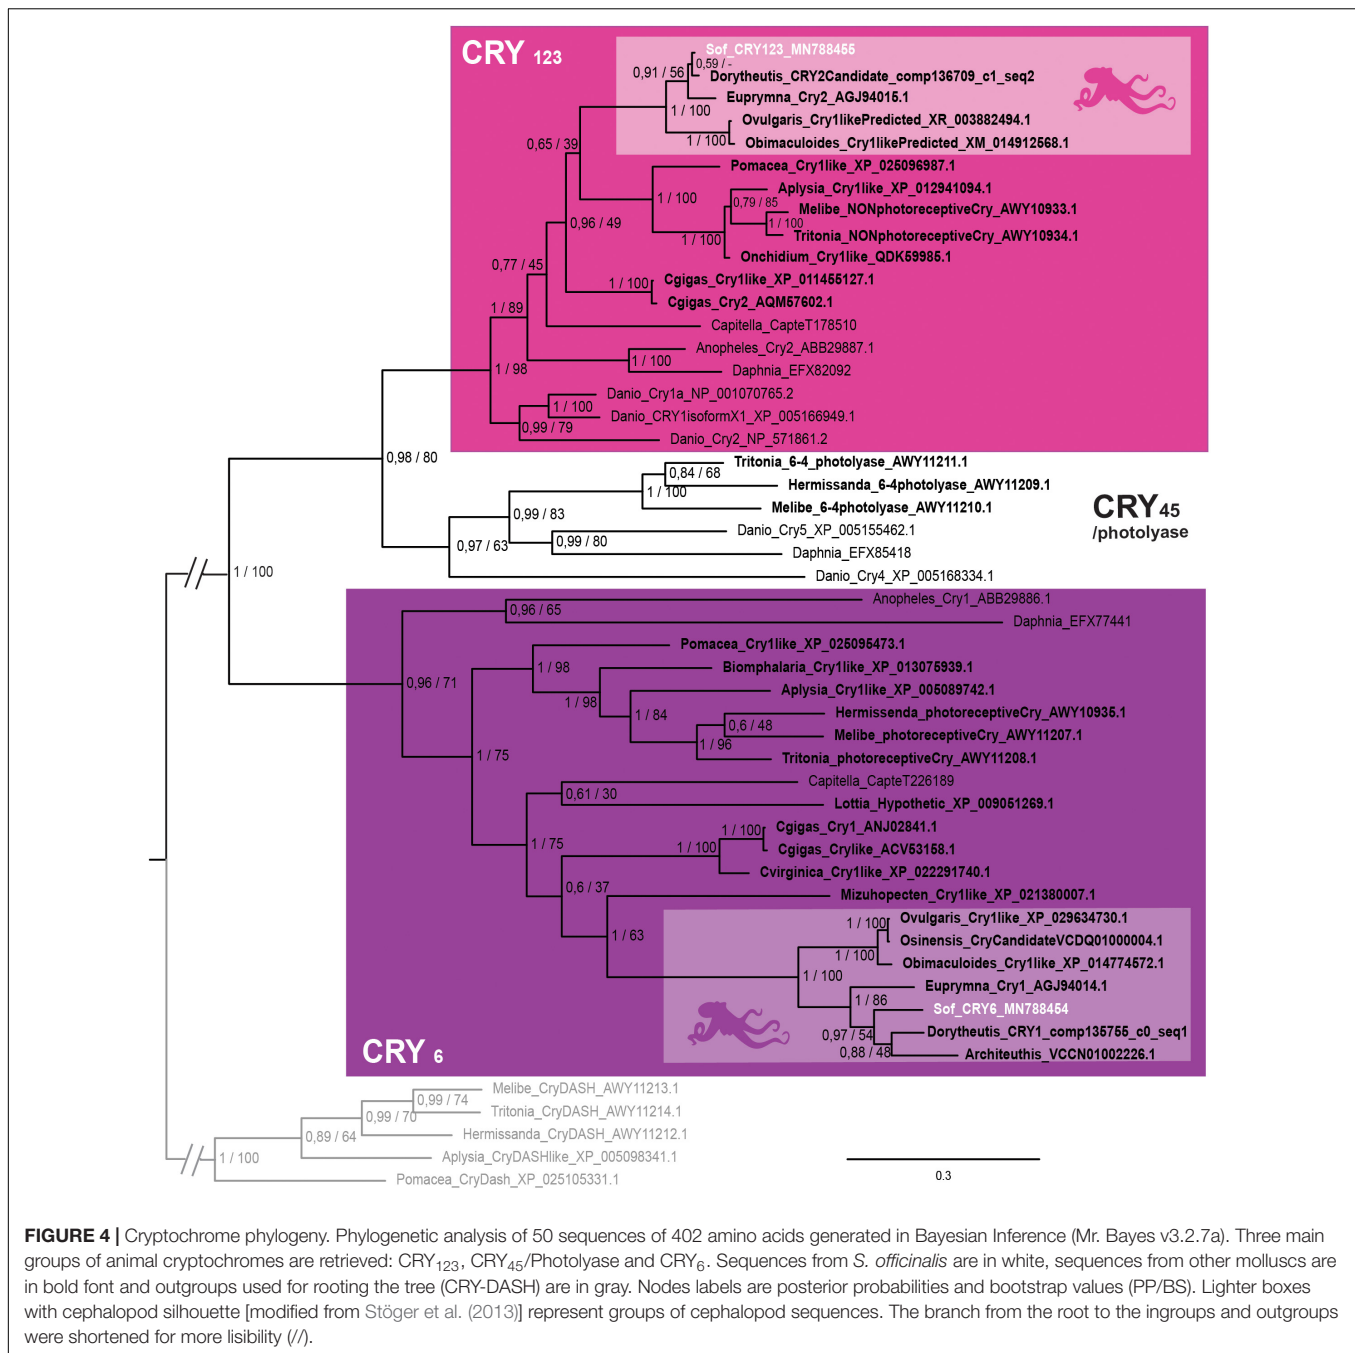 CRY 123
Sof_CRY123_MN788455
0,59 / -
0,91 / 56
Dorytheutis_CRY2Candidate_comp136709_c1_seq2
Euprymna_Cry2_AGJ94015.1
1 / 100
Ovulgaris_Cry1likePredicted_XR_003882494.1
1 / 100
Obimaculoides_Cry1likePredicted_XM_014912568.1
0,65 / 39
Pomacea_Cry1like_XP_025096987.1
Aplysia_Cry1like_XP_012941094.1
1 / 100
0,79 / 85
Melibe_NONphotoreceptiveCry_AWY10933.1
0,96 / 49
1 / 100
Tritonia_NONphotoreceptiveCry_AWY10934.1
1 / 100
Onchidium_Cry1like_QDK59985.1
0,77 / 45
1 / 100
Cgigas_Cry1like_XP_011455127.1
Cgigas_Cry2_AQM57602.1
1 / 89
Capitella_CapteT178510
Anopheles_Cry2_ABB29887.1
1 / 100
1 / 98
Daphnia_EFX82092
Danio_Cry1a_NP_001070765.2
1 / 100
Danio_CRY1isoformX1_XP_005166949.1
0,99 / 79
Danio_Cry2_NP_571861.2
0,98 / 80
Tritonia_6-4_photolyase_AWY11211.1
0,84 / 68
Hermissanda_6-4photolyase_AWY11209.1
1 / 100
Melibe_6-4photolyase_AWY11210.1
CRY45
/photolyase
0,99 / 83
Danio_Cry5_XP_005155462.1
0,99 / 80
0,97 / 63
Daphnia_EFX85418
1 / 100
Danio_Cry4_XP_005168334.1
Anopheles_Cry1_ABB29886.1
0,96 / 65
Daphnia_EFX77441
Pomacea_Cry1like_XP_025095473.1
1 / 98
Biomphalaria_Cry1like_XP_013075939.1
0,96 / 71
Aplysia_Cry1like_XP_005089742.1
1 / 98
1 / 84
Hermissenda_photoreceptiveCry_AWY10935.1
0,6 / 48
Melibe_photoreceptiveCry_AWY11207.1
1 / 96
1 / 75
Tritonia_photoreceptiveCry_AWY11208.1
Capitella_CapteT226189
0,61 / 30
Lottia_Hypothetic_XP_009051269.1
1 / 100
Cgigas_Cry1_ANJ02841.1
1 / 75
1 / 100
Cgigas_Crylike_ACV53158.1
Cvirginica_Cry1like_XP_022291740.1
0,6 / 37
Mizuhopecten_Cry1like_XP_021380007.1
1 / 100
Ovulgaris_Cry1like_XP_029634730.1
1 / 63
Osinensis_CryCandidateVCDQ01000004.1
1 / 100
Obimaculoides_Cry1like_XP_014774572.1
1 / 100
Euprymna_Cry1_AGJ94014.1
1 / 86
Sof_CRY6_MN788454
0,97 / 54
Dorytheutis_CRY1_comp135755_c0_seq1
0,88 / 48
Architeuthis_VCCN01002226.1
CRY 6
Melibe_CryDASH_AWY11213.1
0,99 / 74
Tritonia_CryDASH_AWY11214.1
0,99 / 70
Hermissanda_CryDASH_AWY11212.1
0,89 / 64
Aplysia_CryDASHlike_XP_005098341.1
1 / 100
Pomacea_CryDash_XP_025105331.1
0.3
FIGURE 4 | Cryptochrome phylogeny. Phylogenetic analysis of 50 sequences of 402 amino acids generated in Bayesian Inference (Mr. Bayes v3.2.7a). Three main
groups of animal cryptochromes are retrieved: CRY123, CRY45/Photolyase and CRY6. Sequences from S. officinalis are in white, sequences from other molluscs are
in bold font and outgroups used for rooting the tree (CRY-DASH) are in gray. Nodes labels are posterior probabilities and bootstrap values (PP/BS). Lighter boxes
with cephalopod silhouette [modified from Stöger et al. (2013)] represent groups of cephalopod sequences. The branch from the root to the ingroups and outgroups
were shortened for more lisibility (//).